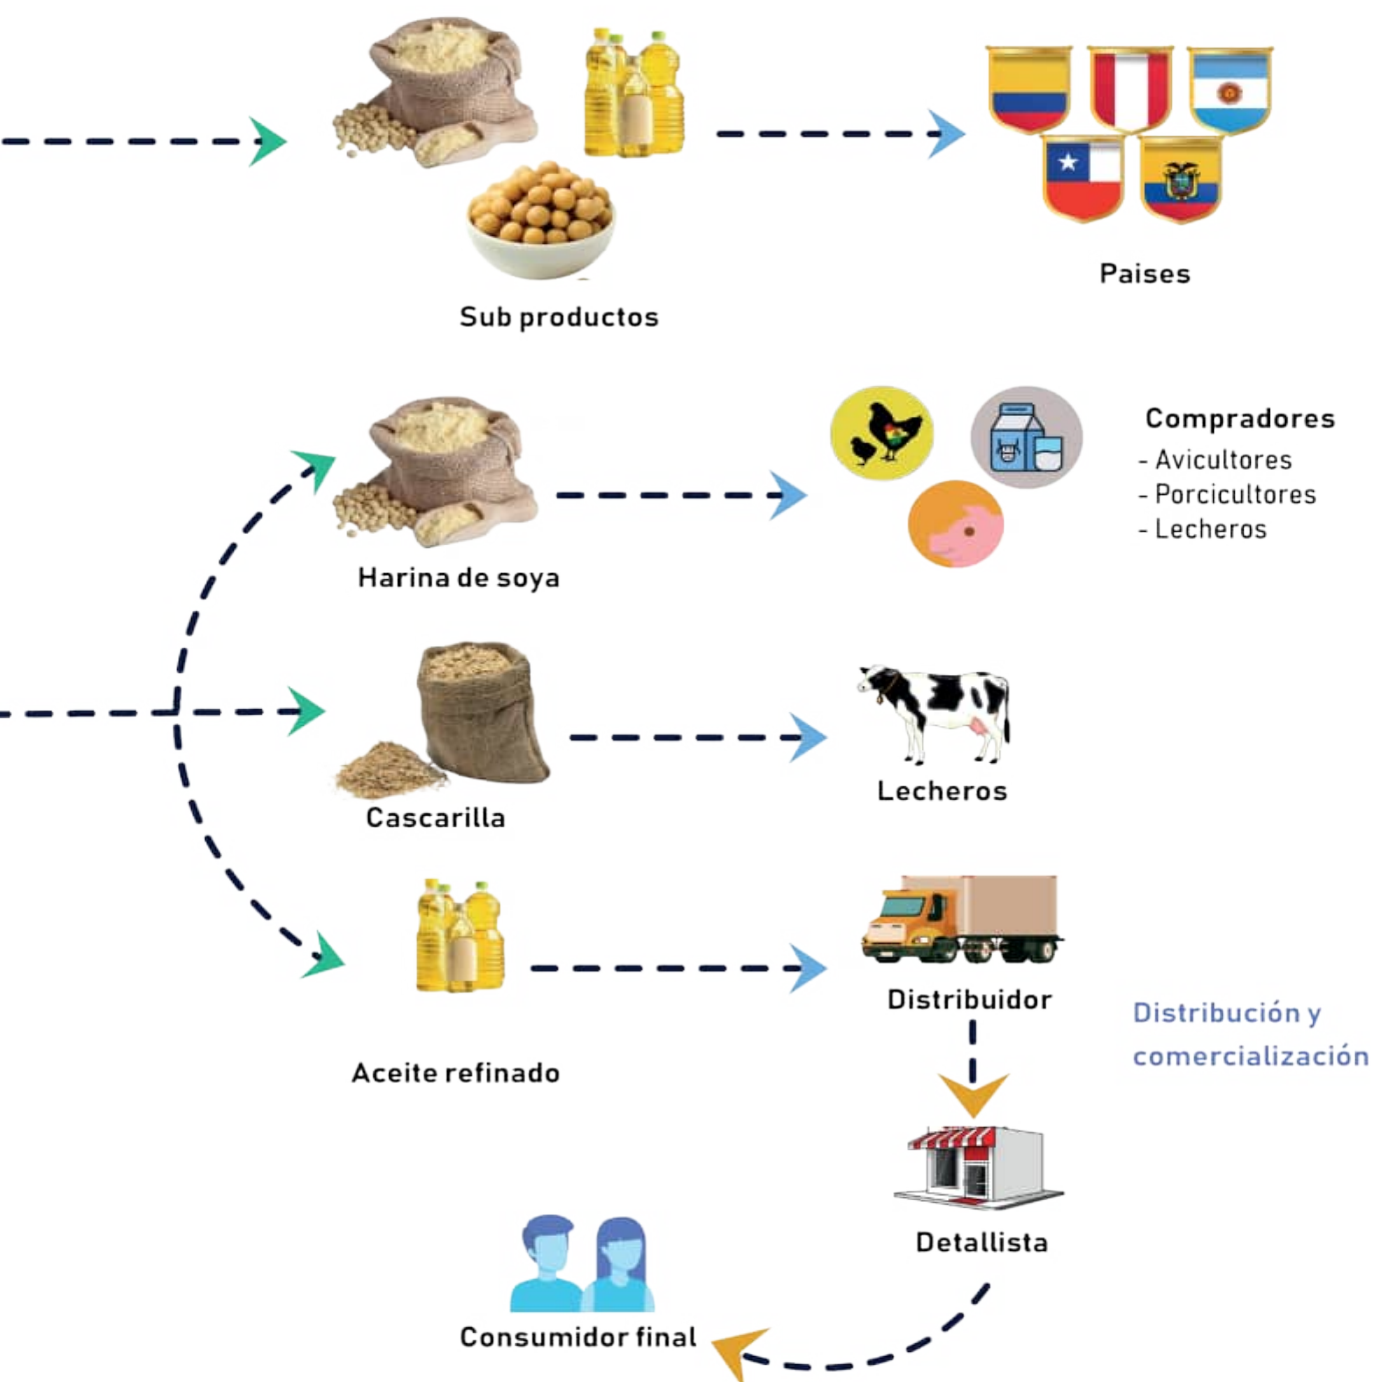 Paises
Sub productos
Compradores
- Avicultores
- Porcicultores
- Lecheros
Harina de soya
Lecheros
Cascarilla
Distribuidor
Distribución y
comercialización
Aceite refinado
Detallista
Consumidor final